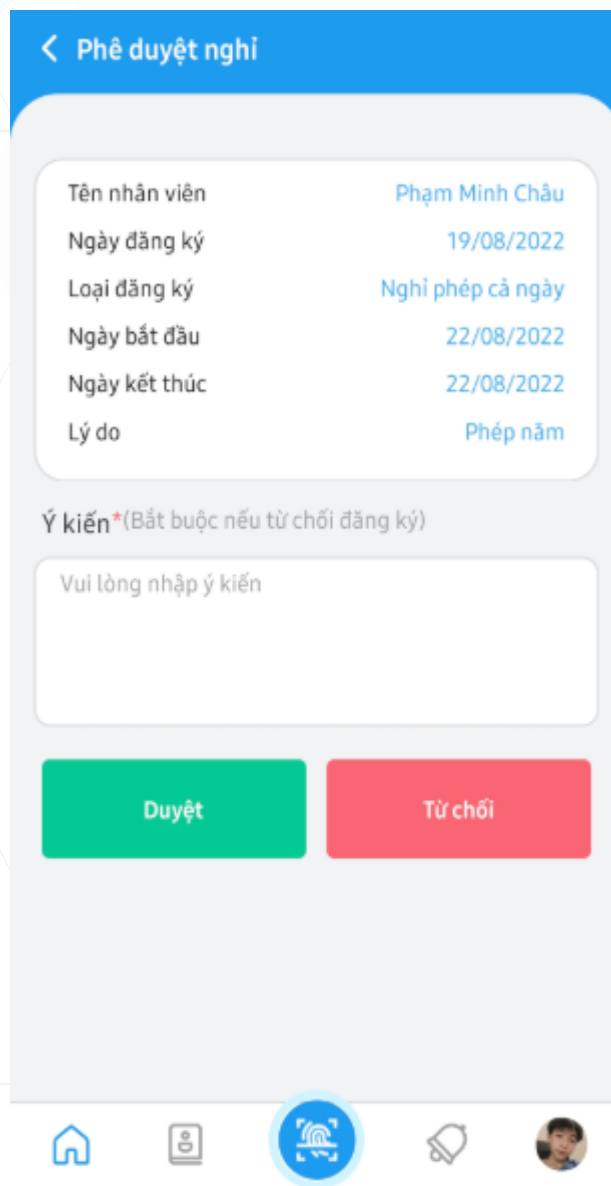 Phê duyệt nghỉ
Tên nhân viên Phạm Minh Châu
Ngày đăng ký 19/08/2022
Loại đăng ký Nghỉ phép cả ngày
Ngày bắt đầu 22/08/2022
Ngày kết thúc 22/08/2022
Lý do Phép năm
Ý kiến*(Bắt buộc nếu từ chối đăng ký)
Vui lòng nhập ý kiến
Duyệt Từ chối